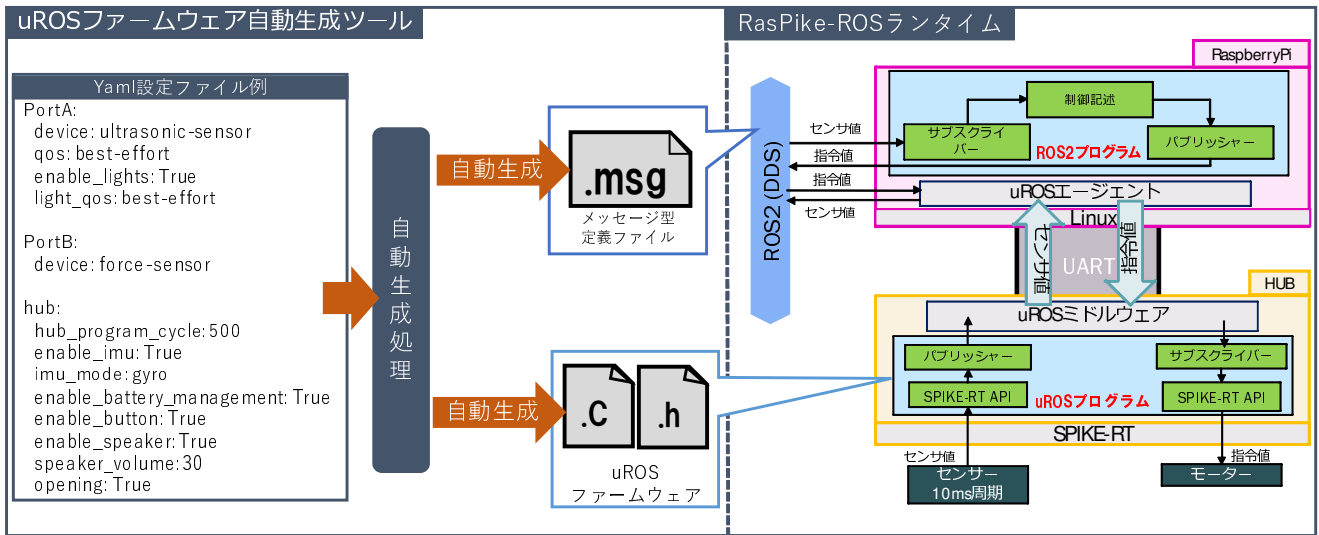 uROSファームウェア自動生成ツール
Yaml設定ファイル例
PortA:
device: ultrasonic-sensor
qos: best-effort
enable_lights: True
light_qos: best-effort
PortB:
device: force-sensor
hub:
hub_program_cycle: 500
enable_imu: True
imu_mode: gyro
enable_battery_management: True
enable_button: True
enable_speaker: True
speaker_volume: 30
opening: True
自動生成処理
自動生成
.msg
メッセージ型
定義ファイル
自動生成
.C
.h
uROS
ファームウェア
RasPike-ROSランタイム
ROS2 (DDS)
センサ値
指令値
指令値
センサ値
RaspberryPi
制御記述
サブスクライ
バー
パブリッシャー
ROS2プログラム
uROSエージェント
Linux
センサ値
UART
指令値
HUB
uROSミドルウェア
パブリッシャー
サブスクライバー
SPIKE-RT API
uROSプログラム
SPIKE-RT API
SPIKE-RT
センサ値
指令値
センサー
10ms周期
モーター